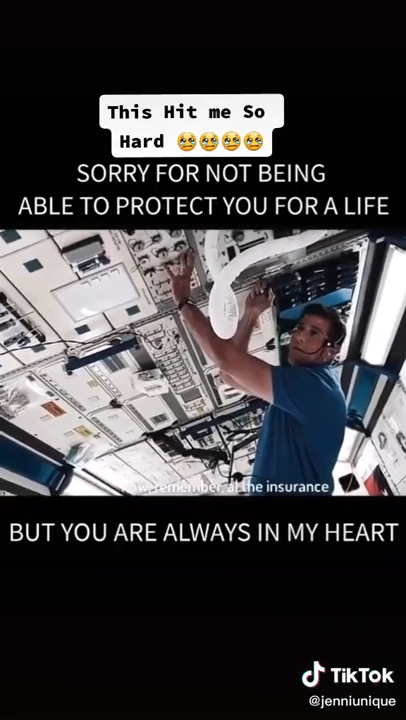 This Hit me So
Hard 🥹🥹🥹🥹
SORRY FOR NOT BEING
ABLE TO PROTECT YOU FOR A LIFE
remember, at the insurance
BUT YOU ARE ALWAYS IN MY HEART
TikTok
@jenniunique